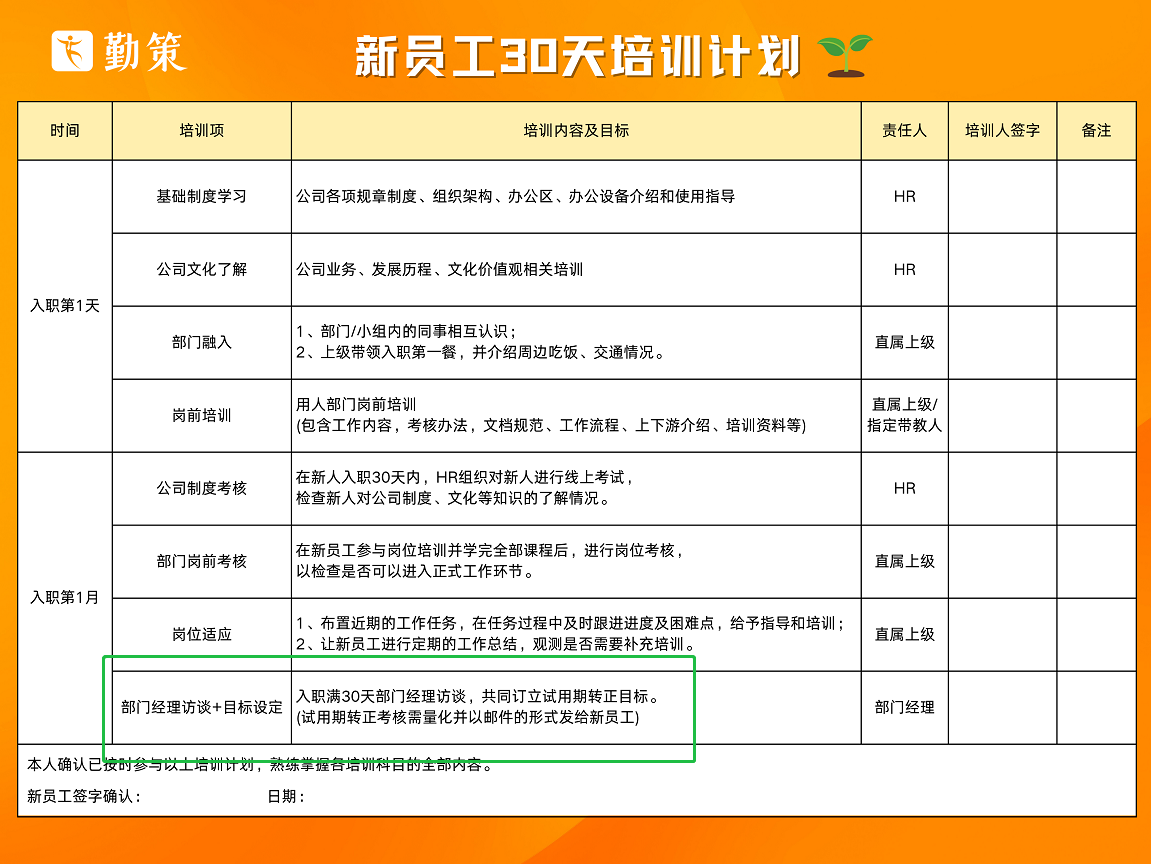 勤策
新员工30天培训计划
时间 培训项 培训内容及目标 责任人 培训人签字 备注
入职第1天
基础制度学习 公司各项规章制度、组织架构、办公区、办公设备介绍和使用指导 HR
公司文化了解 公司业务、发展历程、文化价值观相关培训 HR
部门融入 1、部门/小组内的同事相互认识；
2、上级带领入职第一餐，并介绍周边吃饭、交通情况。
直属上级
岗前培训 用人部门岗前培训
(包含工作内容，考核办法，文档规范、工作流程、上下游介绍、培训资料等)
直属上级/
指定带教人
入职第1月
公司制度考核 在新人入职30天内，HR组织对新人进行线上考试，
检查新人对公司制度、文化等知识的了解情况。
HR
部门岗前考核 在新员工参与岗位培训并学完全部课程后，进行岗位考核，
以检查是否可以进入正式工作环节。
直属上级
岗位适应 1、布置近期的工作任务，在任务过程中及时跟进进度及困难点，给予指导和培训；
2、让新员工进行定期的工作总结，观测是否需要补充培训。
直属上级
部门经理访谈+目标设定 入职满30天部门经理访谈，共同订立试用期转正目标。
(试用期转正考核需量化并以邮件的形式发给新员工)
部门经理
本人确认已按时参与以上培训计划，熟练掌握各培训科目的全部内容。
新员工签字确认： 日期：